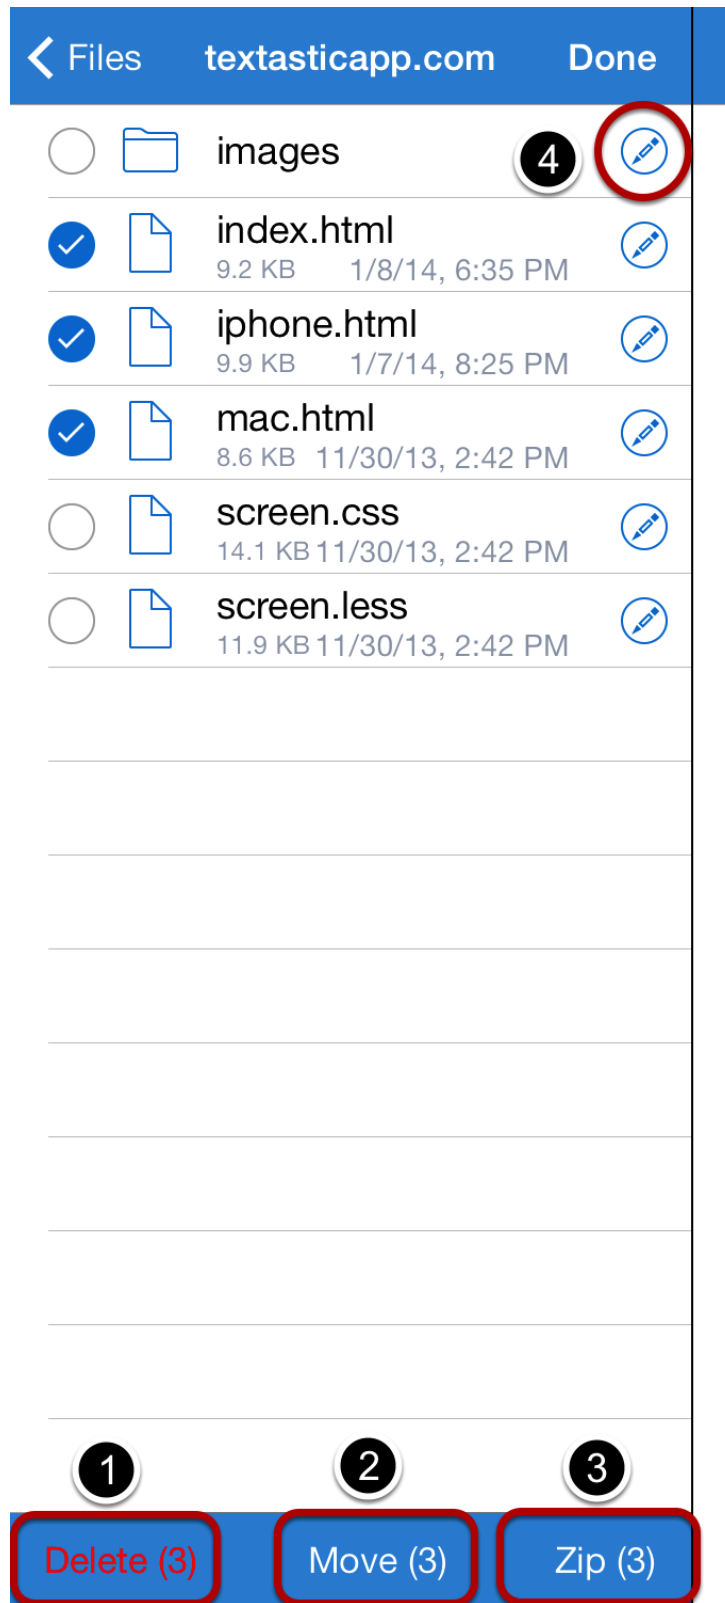 Files textasticapp.com Done
images 4
index.html
9.2 KB 1/8/14, 6:35 PM
iphone.html
9.9 KB 1/7/14, 8:25 PM
mac.html
8.6 KB 11/30/13, 2:42 PM
screen.css
14.1 KB 11/30/13, 2:42 PM
screen.less
11.9 KB 11/30/13, 2:42 PM
1 2 3
Delete (3) Move (3) Zip (3)